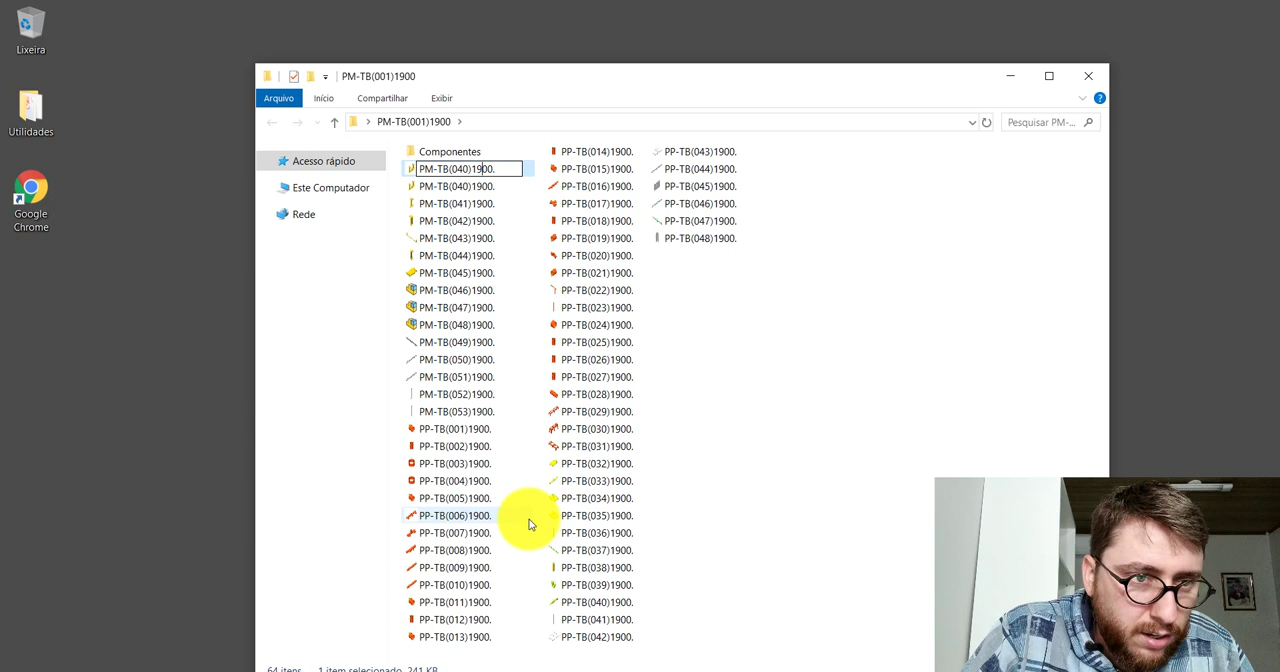 Lixeira
Utilidades
Google
Chrome
PM-TB(001)1900
Arquivo
Início
Compartilhar
Exibir
PM-TB(001)1900
Pesquisar PM-...
Acesso rápido
Este Computador
Rede
Componentes
PM-TB(040)1900.
PM-TB(040)1900.
PM-TB(041)1900.
PM-TB(042)1900.
PM-TB(043)1900.
PM-TB(044)1900.
PM-TB(045)1900.
PM-TB(046)1900.
PM-TB(047)1900.
PM-TB(048)1900.
PM-TB(049)1900.
PM-TB(050)1900.
PM-TB(051)1900.
PM-TB(052)1900.
PM-TB(053)1900.
PP-TB(001)1900.
PP-TB(002)1900.
PP-TB(003)1900.
PP-TB(004)1900.
PP-TB(005)1900.
PP-TB(006)1900.
PP-TB(007)1900.
PP-TB(008)1900.
PP-TB(009)1900.
PP-TB(010)1900.
PP-TB(011)1900.
PP-TB(012)1900.
PP-TB(013)1900.
PP-TB(014)1900.
PP-TB(015)1900.
PP-TB(016)1900.
PP-TB(017)1900.
PP-TB(018)1900.
PP-TB(019)1900.
PP-TB(020)1900.
PP-TB(021)1900.
PP-TB(022)1900.
PP-TB(023)1900.
PP-TB(024)1900.
PP-TB(025)1900.
PP-TB(026)1900.
PP-TB(027)1900.
PP-TB(028)1900.
PP-TB(029)1900.
PP-TB(030)1900.
PP-TB(031)1900.
PP-TB(032)1900.
PP-TB(033)1900.
PP-TB(034)1900.
PP-TB(035)1900.
PP-TB(036)1900.
PP-TB(037)1900.
PP-TB(038)1900.
PP-TB(039)1900.
PP-TB(040)1900.
PP-TB(041)1900.
PP-TB(042)1900.
PP-TB(043)1900.
PP-TB(044)1900.
PP-TB(045)1900.
PP-TB(046)1900.
PP-TB(047)1900.
PP-TB(048)1900.
64 itens
1 item selecionado 241 KB